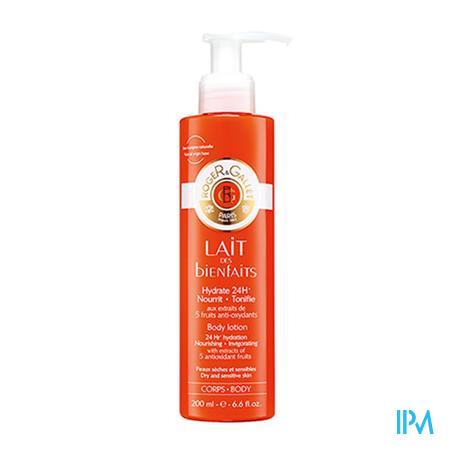 ROGER & GALLET
PARIS
LAIT
DES
bIENFAITS
Hydrate 24H*
Nourrit • Tonifie
aux extraits de
5 fruits anti-oxydants
Body lotion
24 Hr* hydration
Nourishing • Invigorating
with extracts of
5 antioxidant fruits
Peaux sèches et sensibles
Dry and sensitive skin
CORPS • BODY
200 ml - ℮ - 6.6 fl.oz.
IPM